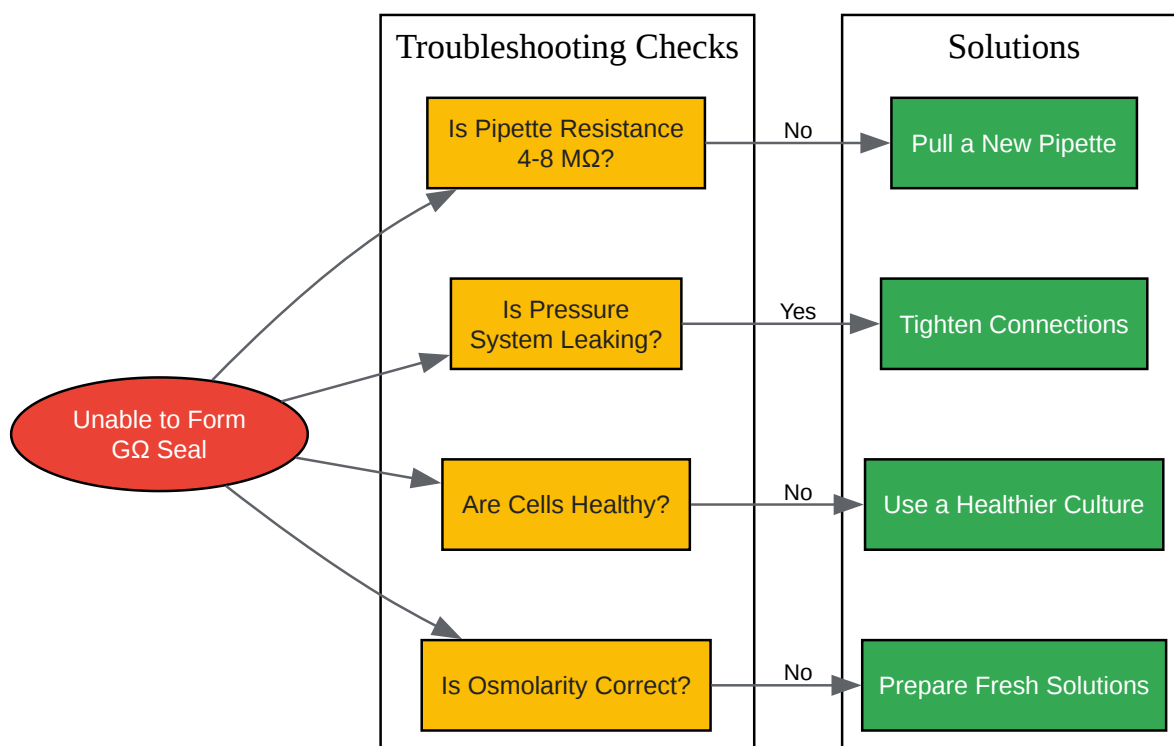 Troubleshooting Checks
Solutions
Is Pipette Resistance
4-8 MΩ?
No
Pull a New Pipette
Is Pressure
System Leaking?
Yes
Tighten Connections
Unable to Form
GΩ Seal
Are Cells Healthy?
No
Use a Healthier Culture
Is Osmolarity Correct?
No
Prepare Fresh Solutions